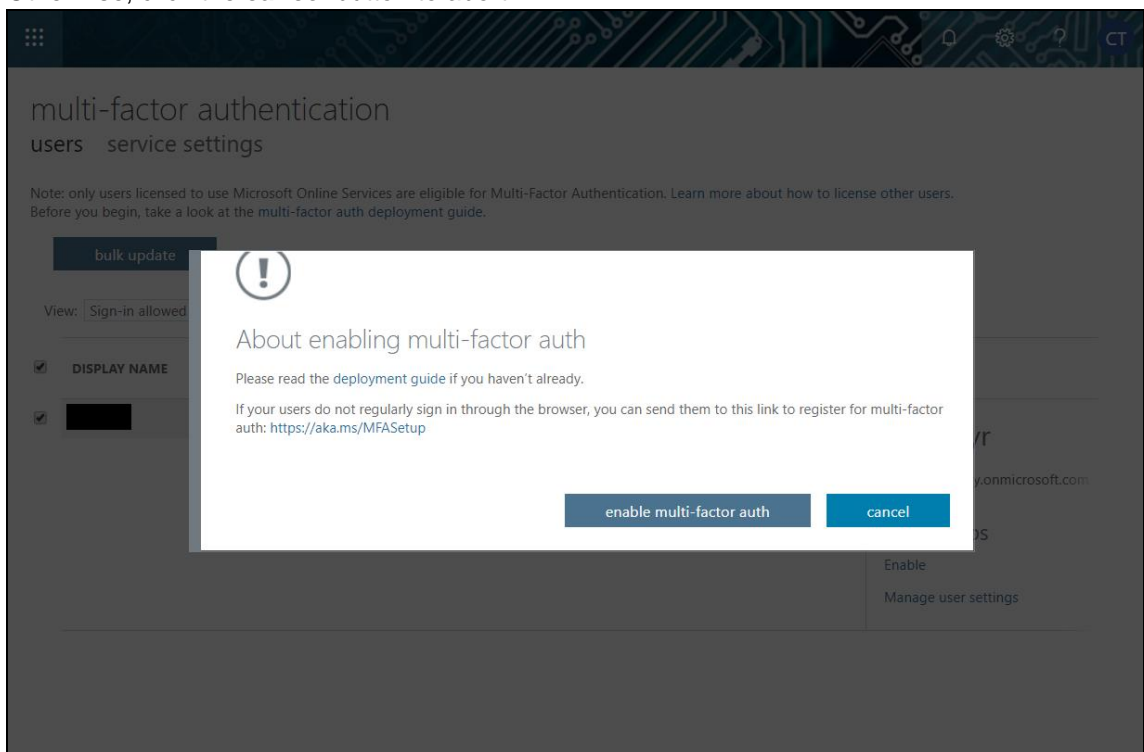 CT
multi-factor authentication
users service settings
Note: only users licensed to use Microsoft Online Services are eligible for Multi-Factor Authentication. Learn more about how to license other users.
Before you begin, take a look at the multi-factor auth deployment guide.
bulk update
View: Sign-in allowed
About enabling multi-factor auth
DISPLAY NAME
Please read the deployment guide if you haven't already.
If your users do not regularly sign in through the browser, you can send them to this link to register for multi-factor
auth: https://aka.ms/MFASetup
yr
y.onmicrosoft.com
enable multi-factor auth cancel
Enable
Manage user settings